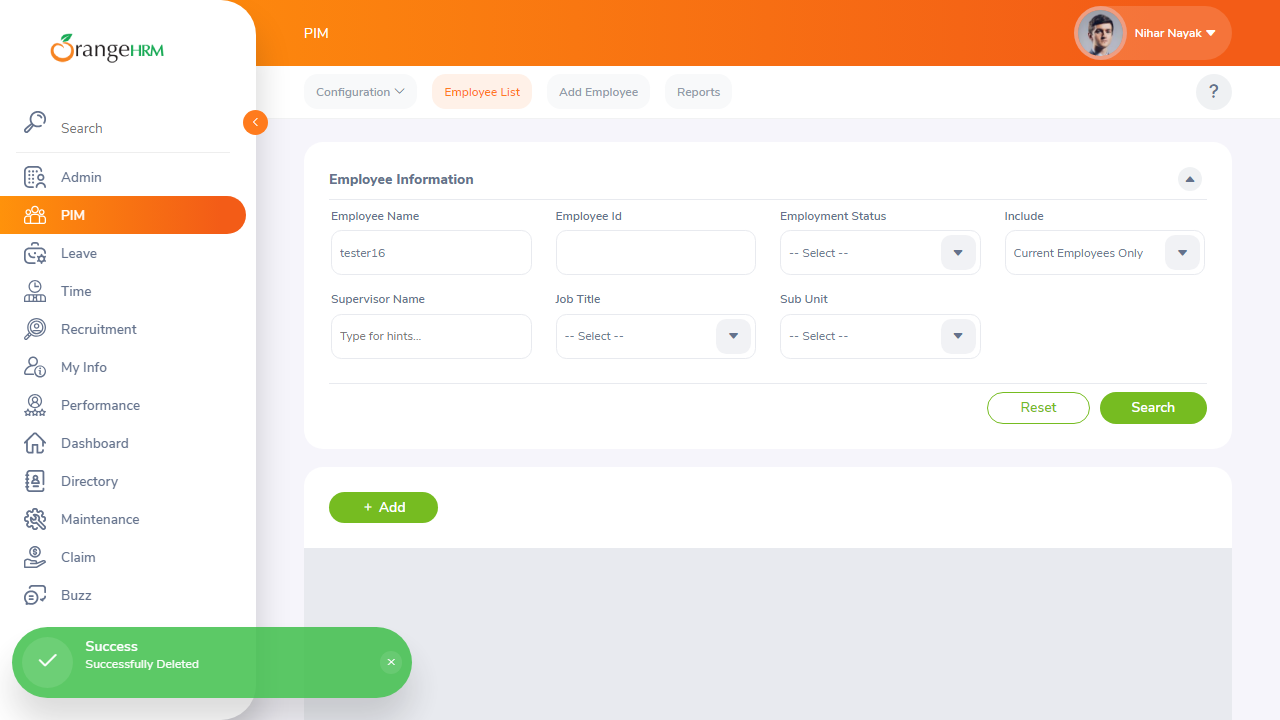 OrangeHRM
PIM
Nihar Nayak
Configuration
Employee List
Add Employee
Reports
?
Search
Admin
PIM
Leave
Time
Recruitment
My Info
Performance
Dashboard
Directory
Maintenance
Claim
Buzz
Employee Information
Employee Name
Employee Id
Employment Status
Include
tester16
-- Select --
Current Employees Only
Supervisor Name
Job Title
Sub Unit
Type for hints...
-- Select --
-- Select --
Reset
Search
+ Add
Success
Successfully Deleted